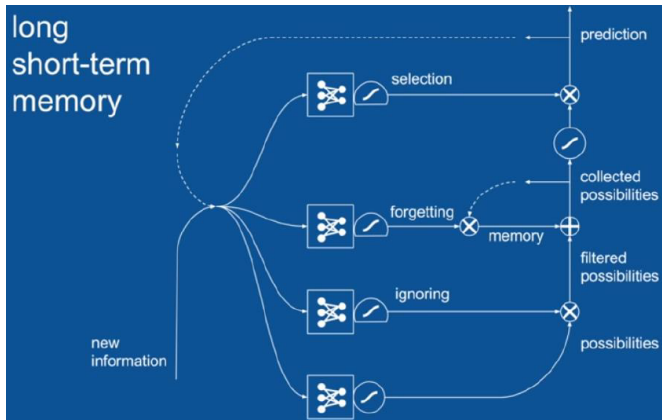 long
short-term
memory
prediction
selection
collected
possibilities
forgetting
memory
filtered
possibilities
ignoring
new
information
possibilities